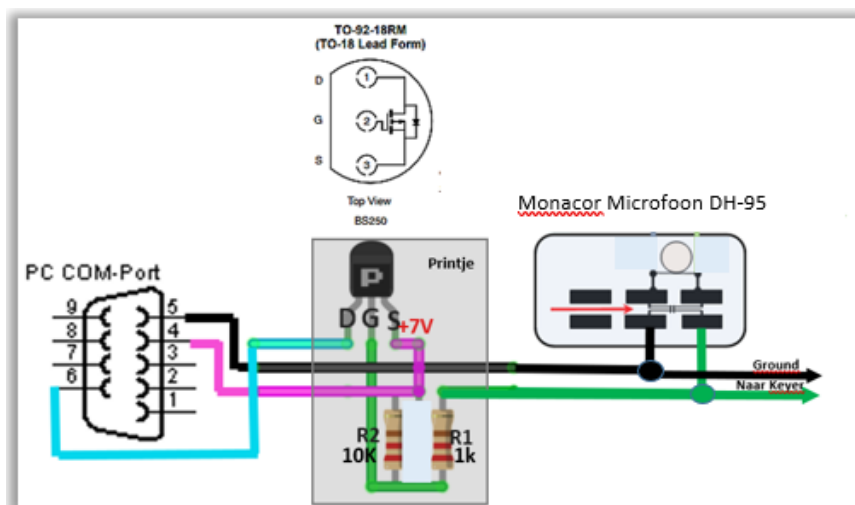 TO-92-18RM
(TO-18 Lead Form)
D
1
G
2
S
3
Top View
BS250
Monacor Microfoon DH-95
PC COM-Port
Printje
P
9
5
8
4
7
3
6
2
1
D G S
+7V
Ground
Naar Keyer
R2
10K
R1
1k